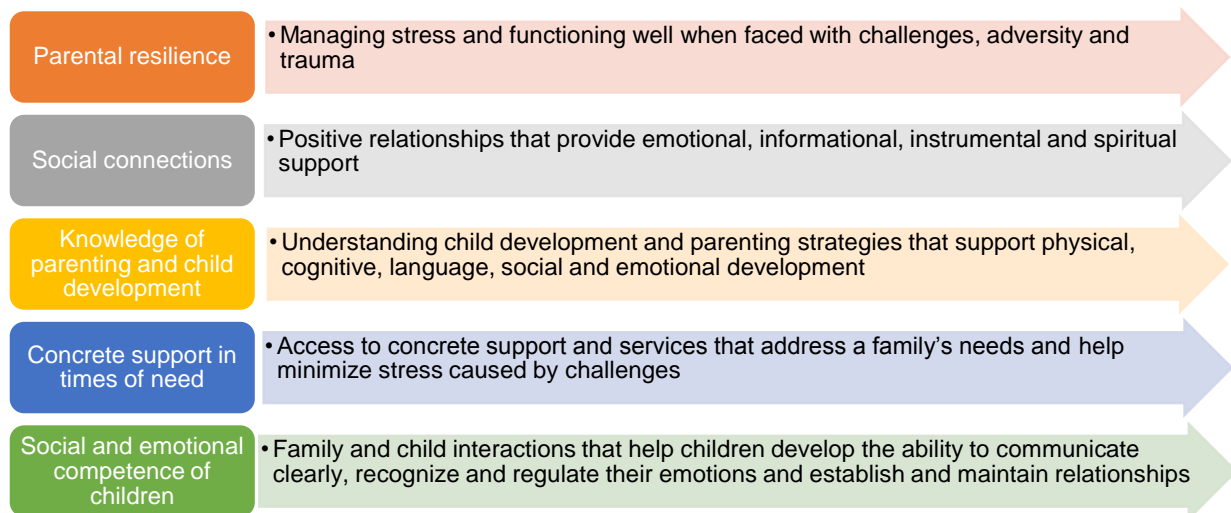 Parental resilience
• Managing stress and functioning well when faced with challenges, adversity and
trauma
Social connections
• Positive relationships that provide emotional, informational, instrumental and spiritual
support
Knowledge of
parenting and child
development
• Understanding child development and parenting strategies that support physical,
cognitive, language, social and emotional development
Concrete support in
times of need
• Access to concrete support and services that address a family’s needs and help
minimize stress caused by challenges
Social and emotional
competence of
children
• Family and child interactions that help children develop the ability to communicate
clearly, recognize and regulate their emotions and establish and maintain relationships